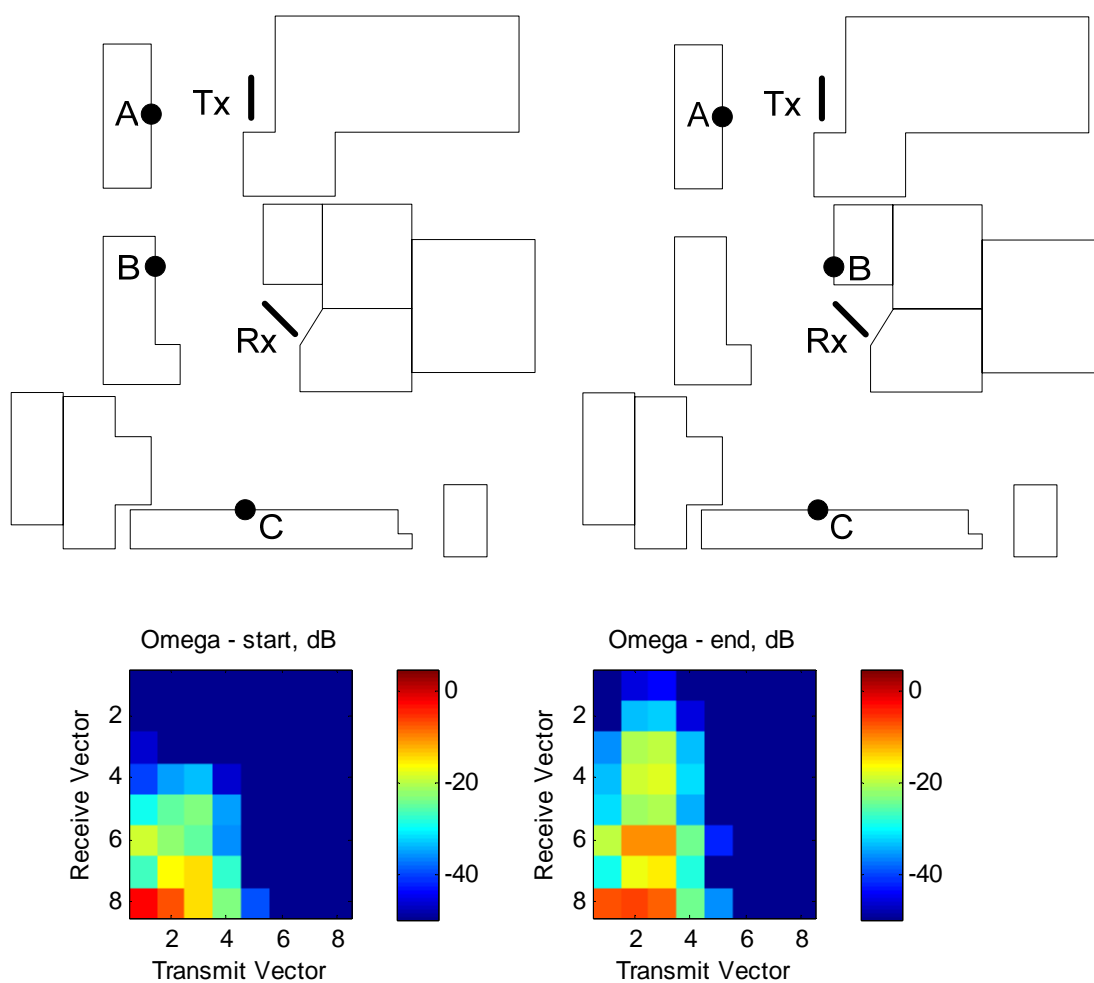 A
Tx
A
Tx
B
B
Rx
Rx
C
C
Omega - start, dB
Omega - end, dB
Receive Vector
2
4
6
8
2 4 6 8
Transmit Vector
0
-20
-40
Receive Vector
2
4
6
8
2 4 6 8
Transmit Vector
0
-20
-40